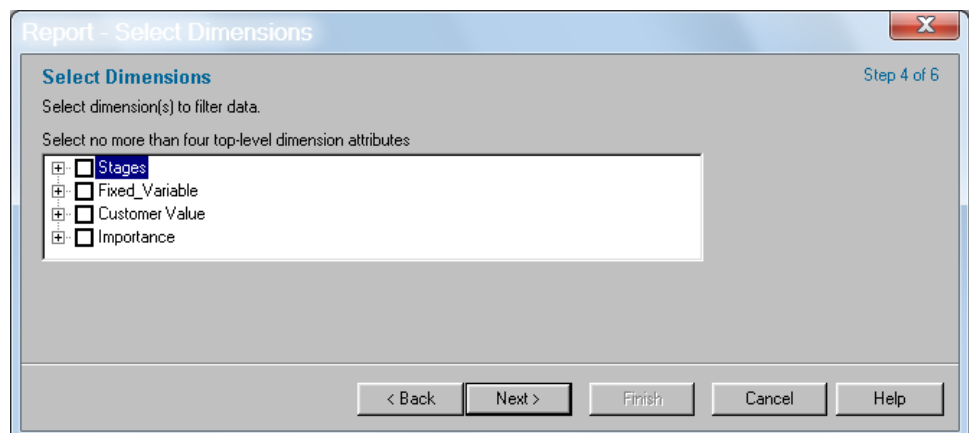 Report - Select Dimensions
X
Select Dimensions
Step 4 of 6
Select dimension(s) to filter data.
Select no more than four top-level dimension attributes
Stages
Fixed_Variable
Customer Value
Importance
< Back
Next >
Finish
Cancel
Help